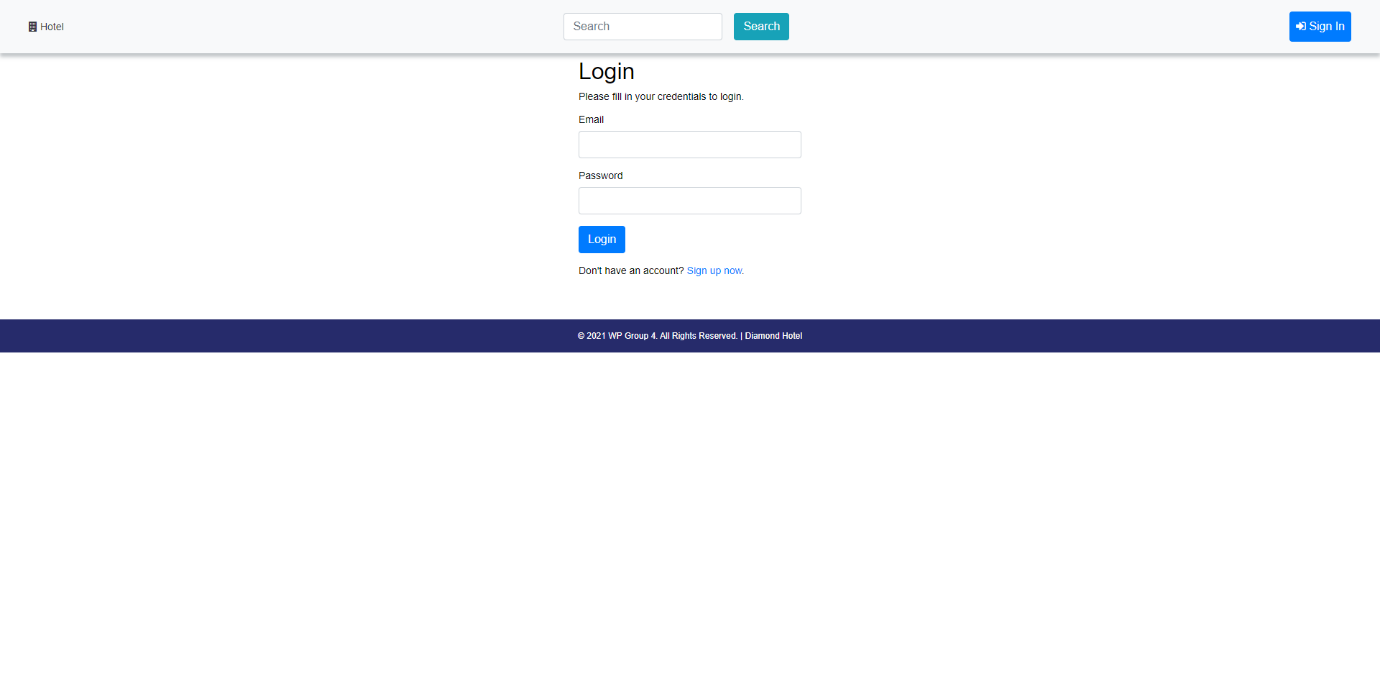 Hotel
Search
Search
Sign In
Login
Please fill in your credentials to login.
Email
Password
Login
Don't have an account? Sign up now.
© 2021 WP Group 4. All Rights Reserved. | Diamond Hotel